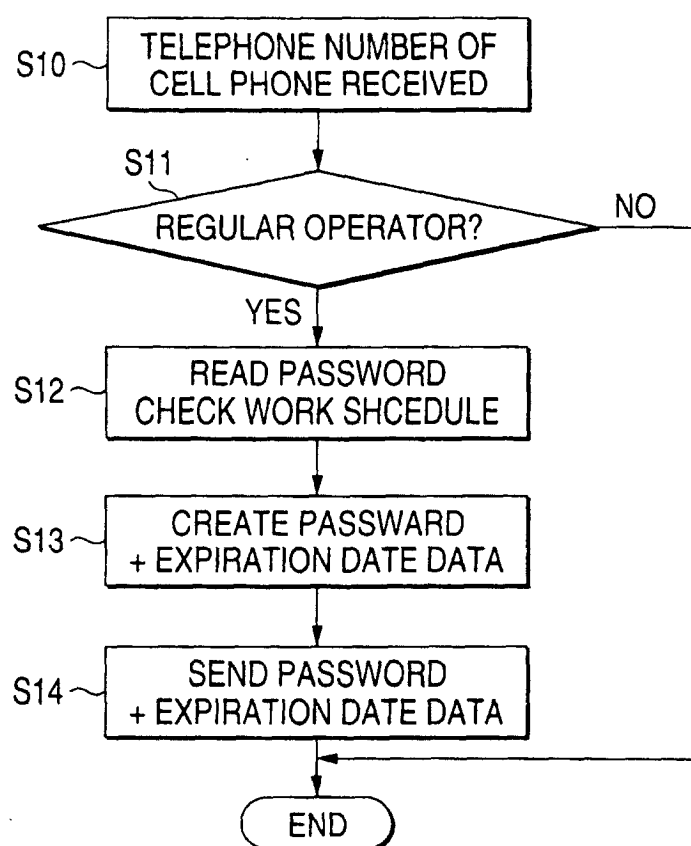 S10
TELEPHONE NUMBER OF
CELL PHONE RECEIVED
S11
REGULAR OPERATOR?
NO
YES
S12
READ PASSWORD
CHECK WORK SHCEDULE
S13
CREATE PASSWARD
+ EXPIRATION DATE DATA
S14
SEND PASSWORD
+ EXPIRATION DATE DATA
END